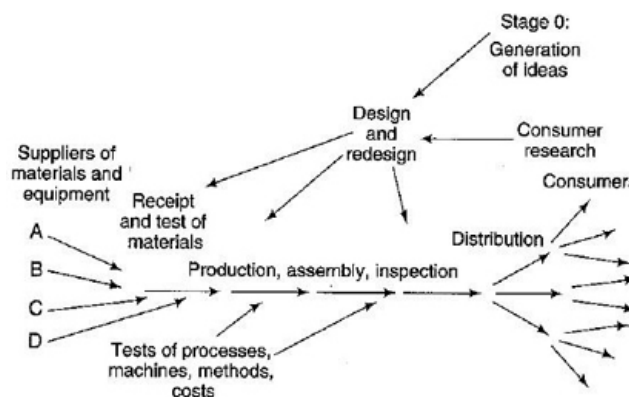 Stage 0:
Generation
of ideas
Design
and
redesign
Consumer
research
Suppliers of
materials and
equipment
Consumer
Receipt
and test of
materials
A
Distribution
B
Production, assembly, inspection
C
D
Tests of processes,
machines, methods,
costs